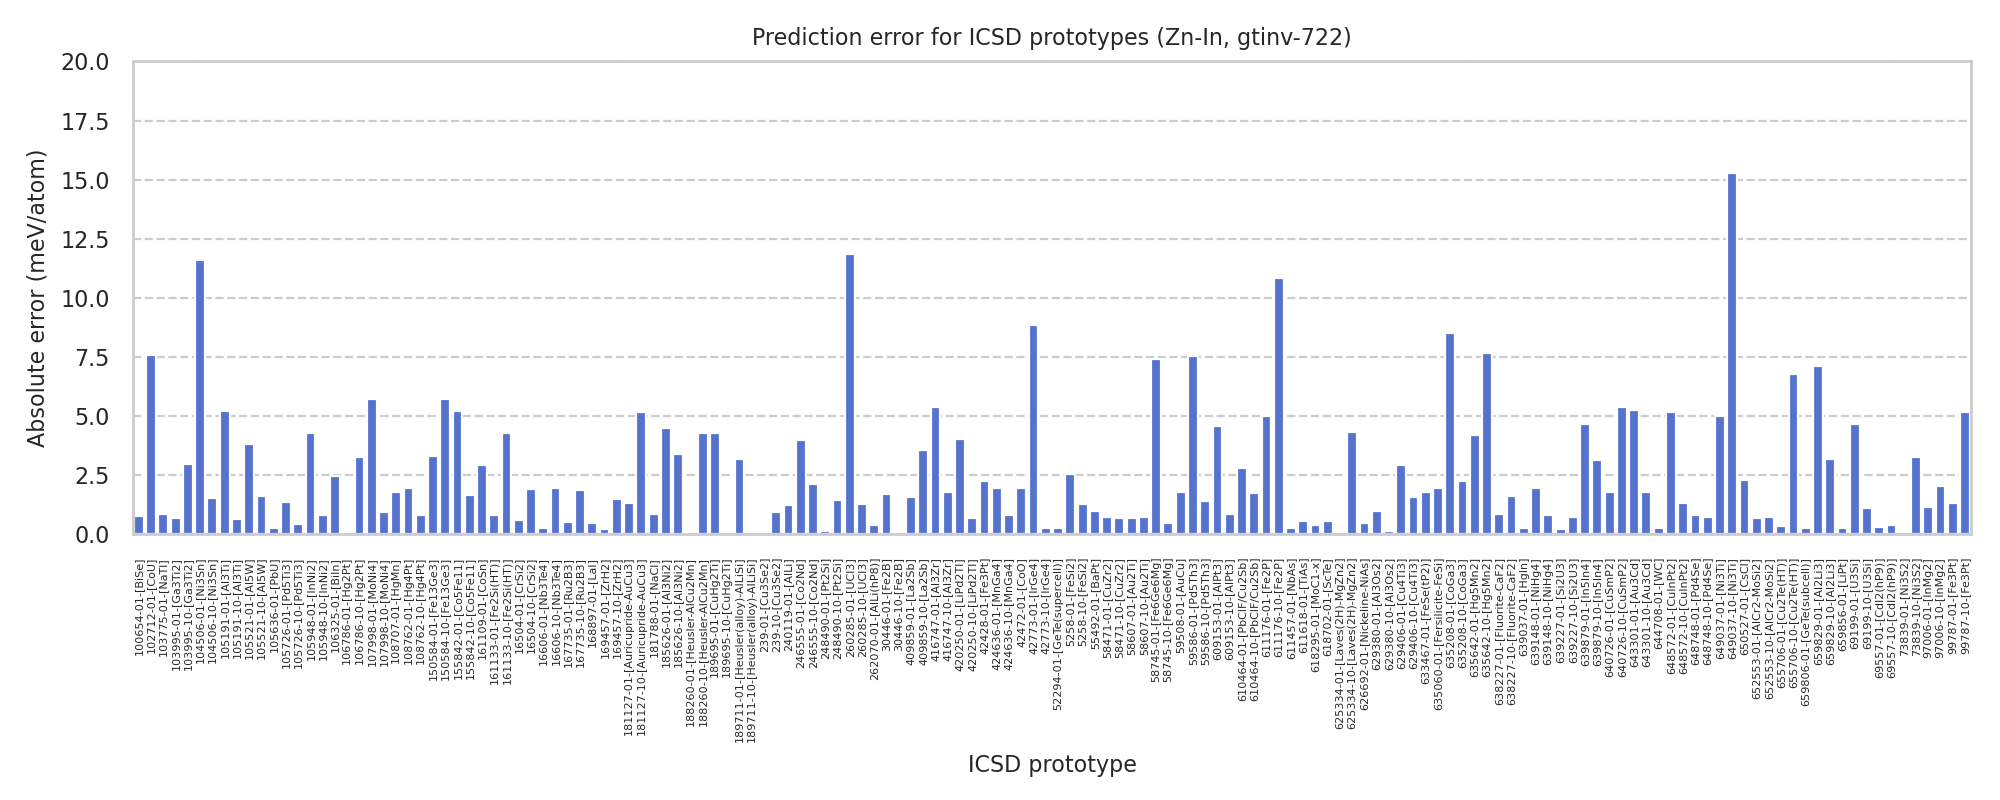 Prediction error for ICSD prototypes (Zn-In, gtinv-722)
Absolute error (meV/atom)
20.0
17.5
15.0
12.5
10.0
7.5
5.0
2.5
0.0
100654-01-[BiSe]
102712-01-[CoU]
103775-01-[NaTl]
103995-01-[Ga3Ti2]
103995-10-[Ga3Ti2]
104506-01-[Ni3Sn]
104506-10-[Ni3Sn]
105191-01-[Al3Ti]
105191-10-[Al3Ti]
105521-01-[Al5W]
105521-10-[Al5W]
105636-01-[PbU]
105726-01-[Pd5Ti3]
105726-10-[Pd5Ti3]
105948-01-[InNi2]
105948-10-[InNi2]
106325-01-[BiIn]
106786-01-[Hg2Pt]
106786-10-[Hg2Pt]
107998-01-[MoNi4]
107998-10-[MoNi4]
108707-01-[HgMn]
108762-01-[Hg4Pt]
108762-10-[Hg4Pt]
150584-01-[Fe13Ge3]
150584-10-[Fe13Ge3]
155842-01-[Co5Fe11]
155842-10-[Co5Fe11]
161109-01-[CoSn]
161133-01-[Fe2Si(HT)]
161133-10-[Fe2Si(HT)]
16504-01-[CrSi2]
16504-10-[CrSi2]
16606-01-[Nb3Te4]
16606-10-[Nb3Te4]
167735-01-[Ru2B3]
167735-10-[Ru2B3]
168897-01-[LaI]
169457-01-[ZrH2]
169457-10-[ZrH2]
181127-01-[Auricupride-AuCu3]
181127-10-[Auricupride-AuCu3]
181788-01-[NaCl]
185626-01-[Al3Ni2]
185626-10-[Al3Ni2]
188260-01-[Heusler-AlCu2Mn]
188260-10-[Heusler-AlCu2Mn]
189695-01-[CuHg2Ti]
189695-10-[CuHg2Ti]
189711-01-[Heusler(alloy)-AlLiSi]
189711-10-[Heusler(alloy)-AlLiSi]
239-01-[Cu3Se2]
239-10-[Cu3Se2]
240119-01-[AlLi]
246555-01-[Co2Nd]
246555-10-[Co2Nd]
248490-01-[Pt2Si]
248490-10-[Pt2Si]
260285-01-[UCl3]
260285-10-[UCl3]
262070-01-[AlLi(hP8)]
30446-01-[Fe2B]
30446-10-[Fe2B]
409859-01-[La2Sb]
409859-10-[La2Sb]
416747-01-[Al3Zr]
416747-10-[Al3Zr]
420250-01-[LiPd2Tl]
420250-10-[LiPd2Tl]
42428-01-[Fe3Pt]
424636-01-[MnGa4]
424636-10-[MnGa4]
42472-01-[CoO]
42773-01-[IrGe4]
42773-10-[IrGe4]
52294-01-[GeTe(supercell)]
5258-01-[FeSi2]
5258-10-[FeSi2]
55492-01-[BaPt]
58471-01-[CuZr2]
58471-10-[CuZr2]
58607-01-[Au2Ti]
58607-10-[Au2Ti]
58745-01-[Fe6Ge6Mg]
58745-10-[Fe6Ge6Mg]
59508-01-[AuCu]
59586-01-[Pd5Th3]
59586-10-[Pd5Th3]
609153-01-[AlPt3]
609153-10-[AlPt3]
610464-01-[PbClF/Cu2Sb]
610464-10-[PbClF/Cu2Sb]
611176-01-[Fe2P]
611176-10-[Fe2P]
611457-01-[NbAs]
611618-01-[TiAs]
618295-01-[MoC1-x]
618702-01-[ScTe]
625334-01-[Laves(2H)-MgZn2]
625334-10-[Laves(2H)-MgZn2]
626692-01-[Nickeline-NiAs]
629380-01-[Al3Os2]
629380-10-[Al3Os2]
629406-01-[Cu4Ti3]
629406-10-[Cu4Ti3]
633467-01-[FeSe(tP2)]
635060-01-[Fersilicite-FeSi]
635208-01-[CoGa3]
635208-10-[CoGa3]
635642-01-[Hg5Mn2]
635642-10-[Hg5Mn2]
638227-01-[Fluorite-CaF2]
638227-10-[Fluorite-CaF2]
639037-01-[HgIn]
639148-01-[NiHg4]
639148-10-[NiHg4]
639227-01-[Si2U3]
639227-10-[Si2U3]
639879-01-[InSIn4]
639879-10-[InSIn4]
640726-01-[CuSmP2]
640726-10-[CuSmP2]
643301-01-[Au3Cd]
643301-10-[Au3Cd]
644708-01-[WC]
648572-01-[CuInPt2]
648572-10-[CuInPt2]
648748-01-[Pd4Se]
648748-10-[Pd4Se]
649037-01-[Ni3Ti]
649037-10-[Ni3Ti]
650527-01-[CsCl]
652553-01-[AlCr2-MoSi2]
652553-10-[AlCr2-MoSi2]
655706-01-[Cu2Te(HT)]
655706-10-[Cu2Te(HT)]
659806-01-[GeTe(subcell)]
659829-01-[Al2Li3]
659829-10-[Al2Li3]
659856-01-[LiPt]
69199-01-[U3Si]
69199-10-[U3Si]
69557-01-[CdI2(hP9)]
69557-10-[CdI2(hP9)]
73839-01-[Ni3S2]
73839-10-[Ni3S2]
97006-01-[InMg2]
97006-10-[InMg2]
99787-01-[Fe3Pt]
99787-10-[Fe3Pt]
ICSD prototype